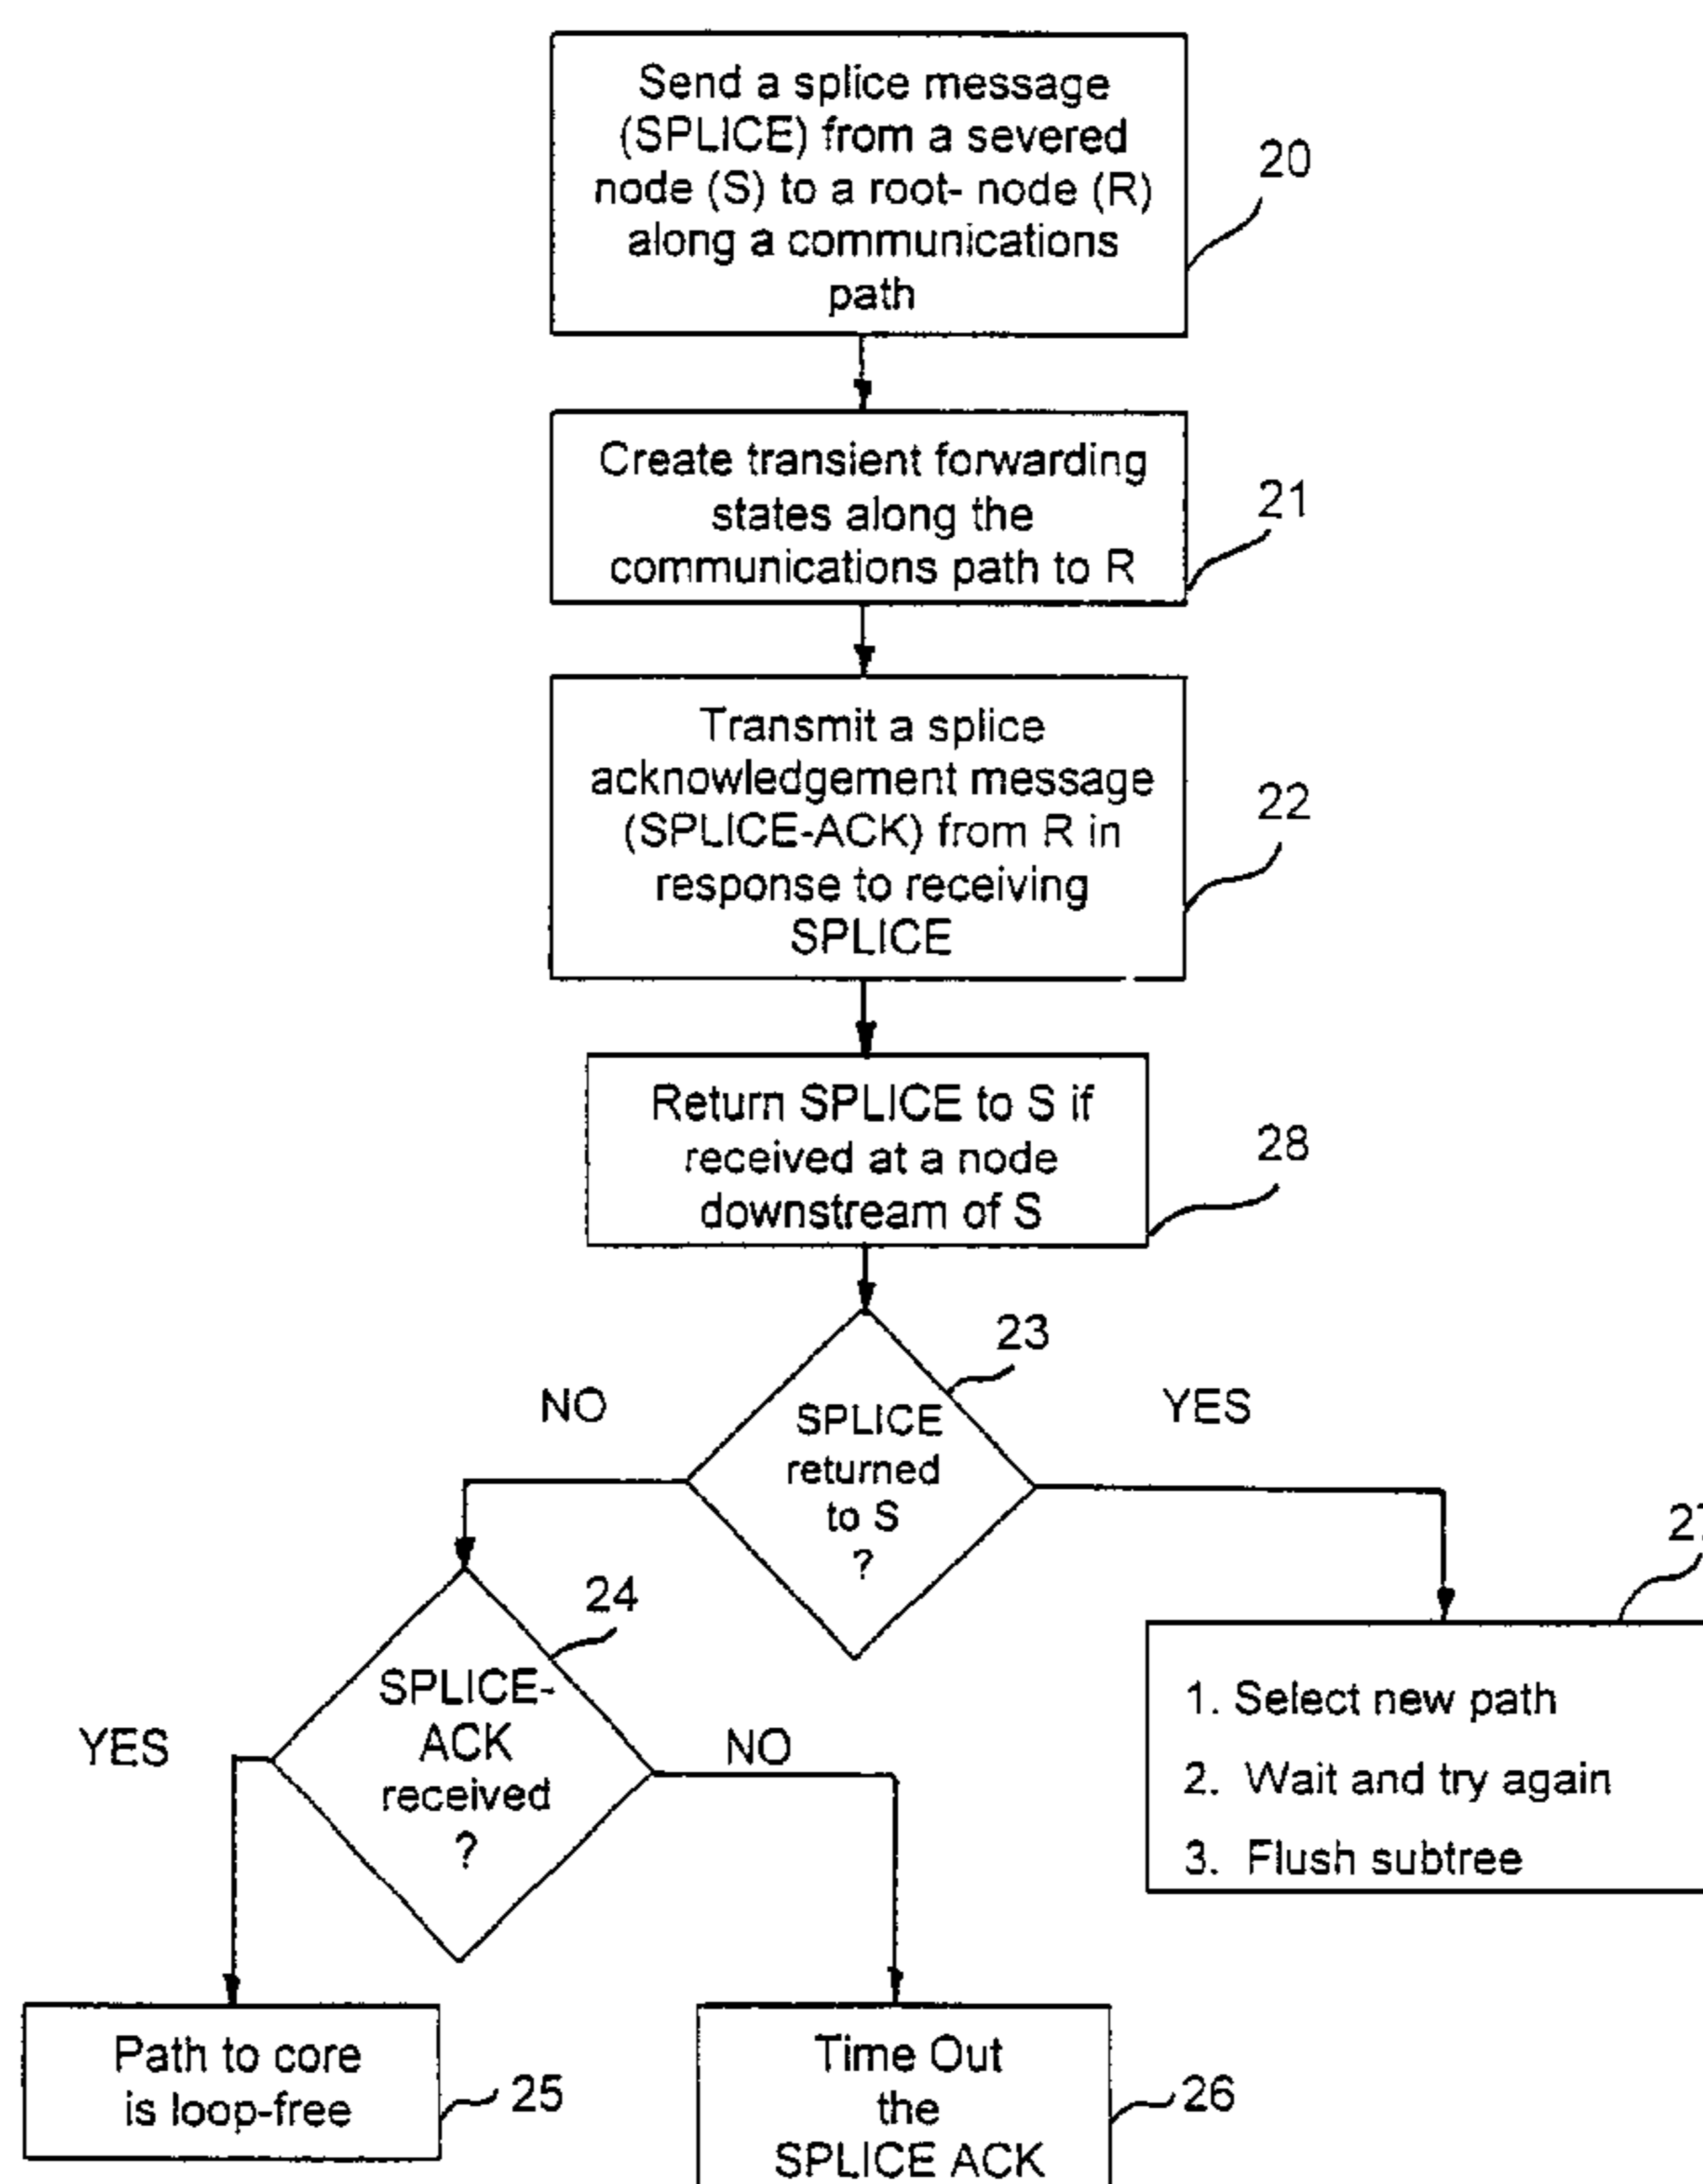 Send a splice message
(SPLICE) from a severed
node (S) to a root- node (R)
along a communications
path
20
Create transient forwarding
states along the
communications path to R
21
Transmit a splice
acknowledgement message
(SPLICE-ACK) from R in
response to receiving
SPLICE
22
Return SPLICE to S if
received at a node
downstream of S
28
23
NO
YES
SPLICE
returned
to S
?
27
24
SPLICE-
ACK
received
?
YES
NO
1. Select new path
2. Wait and try again
3. Flush subtree
Path to core
is loop-free
25
Time Out
the
SPLICE ACK
26